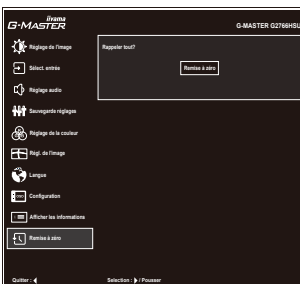 iiyama
G-MASTER
G-MASTER G2766HSU
Réglage de l'image
Sélect. entrée
Réglage audio
Sauvegarde réglages
Réglage de la couleur
Régl. de l'image
Langue
OSD Configuration
Afficher les informations
Remise à zéro
Rappeler tout?
Remise à zéro
Quitter :
Selection : / Pousser